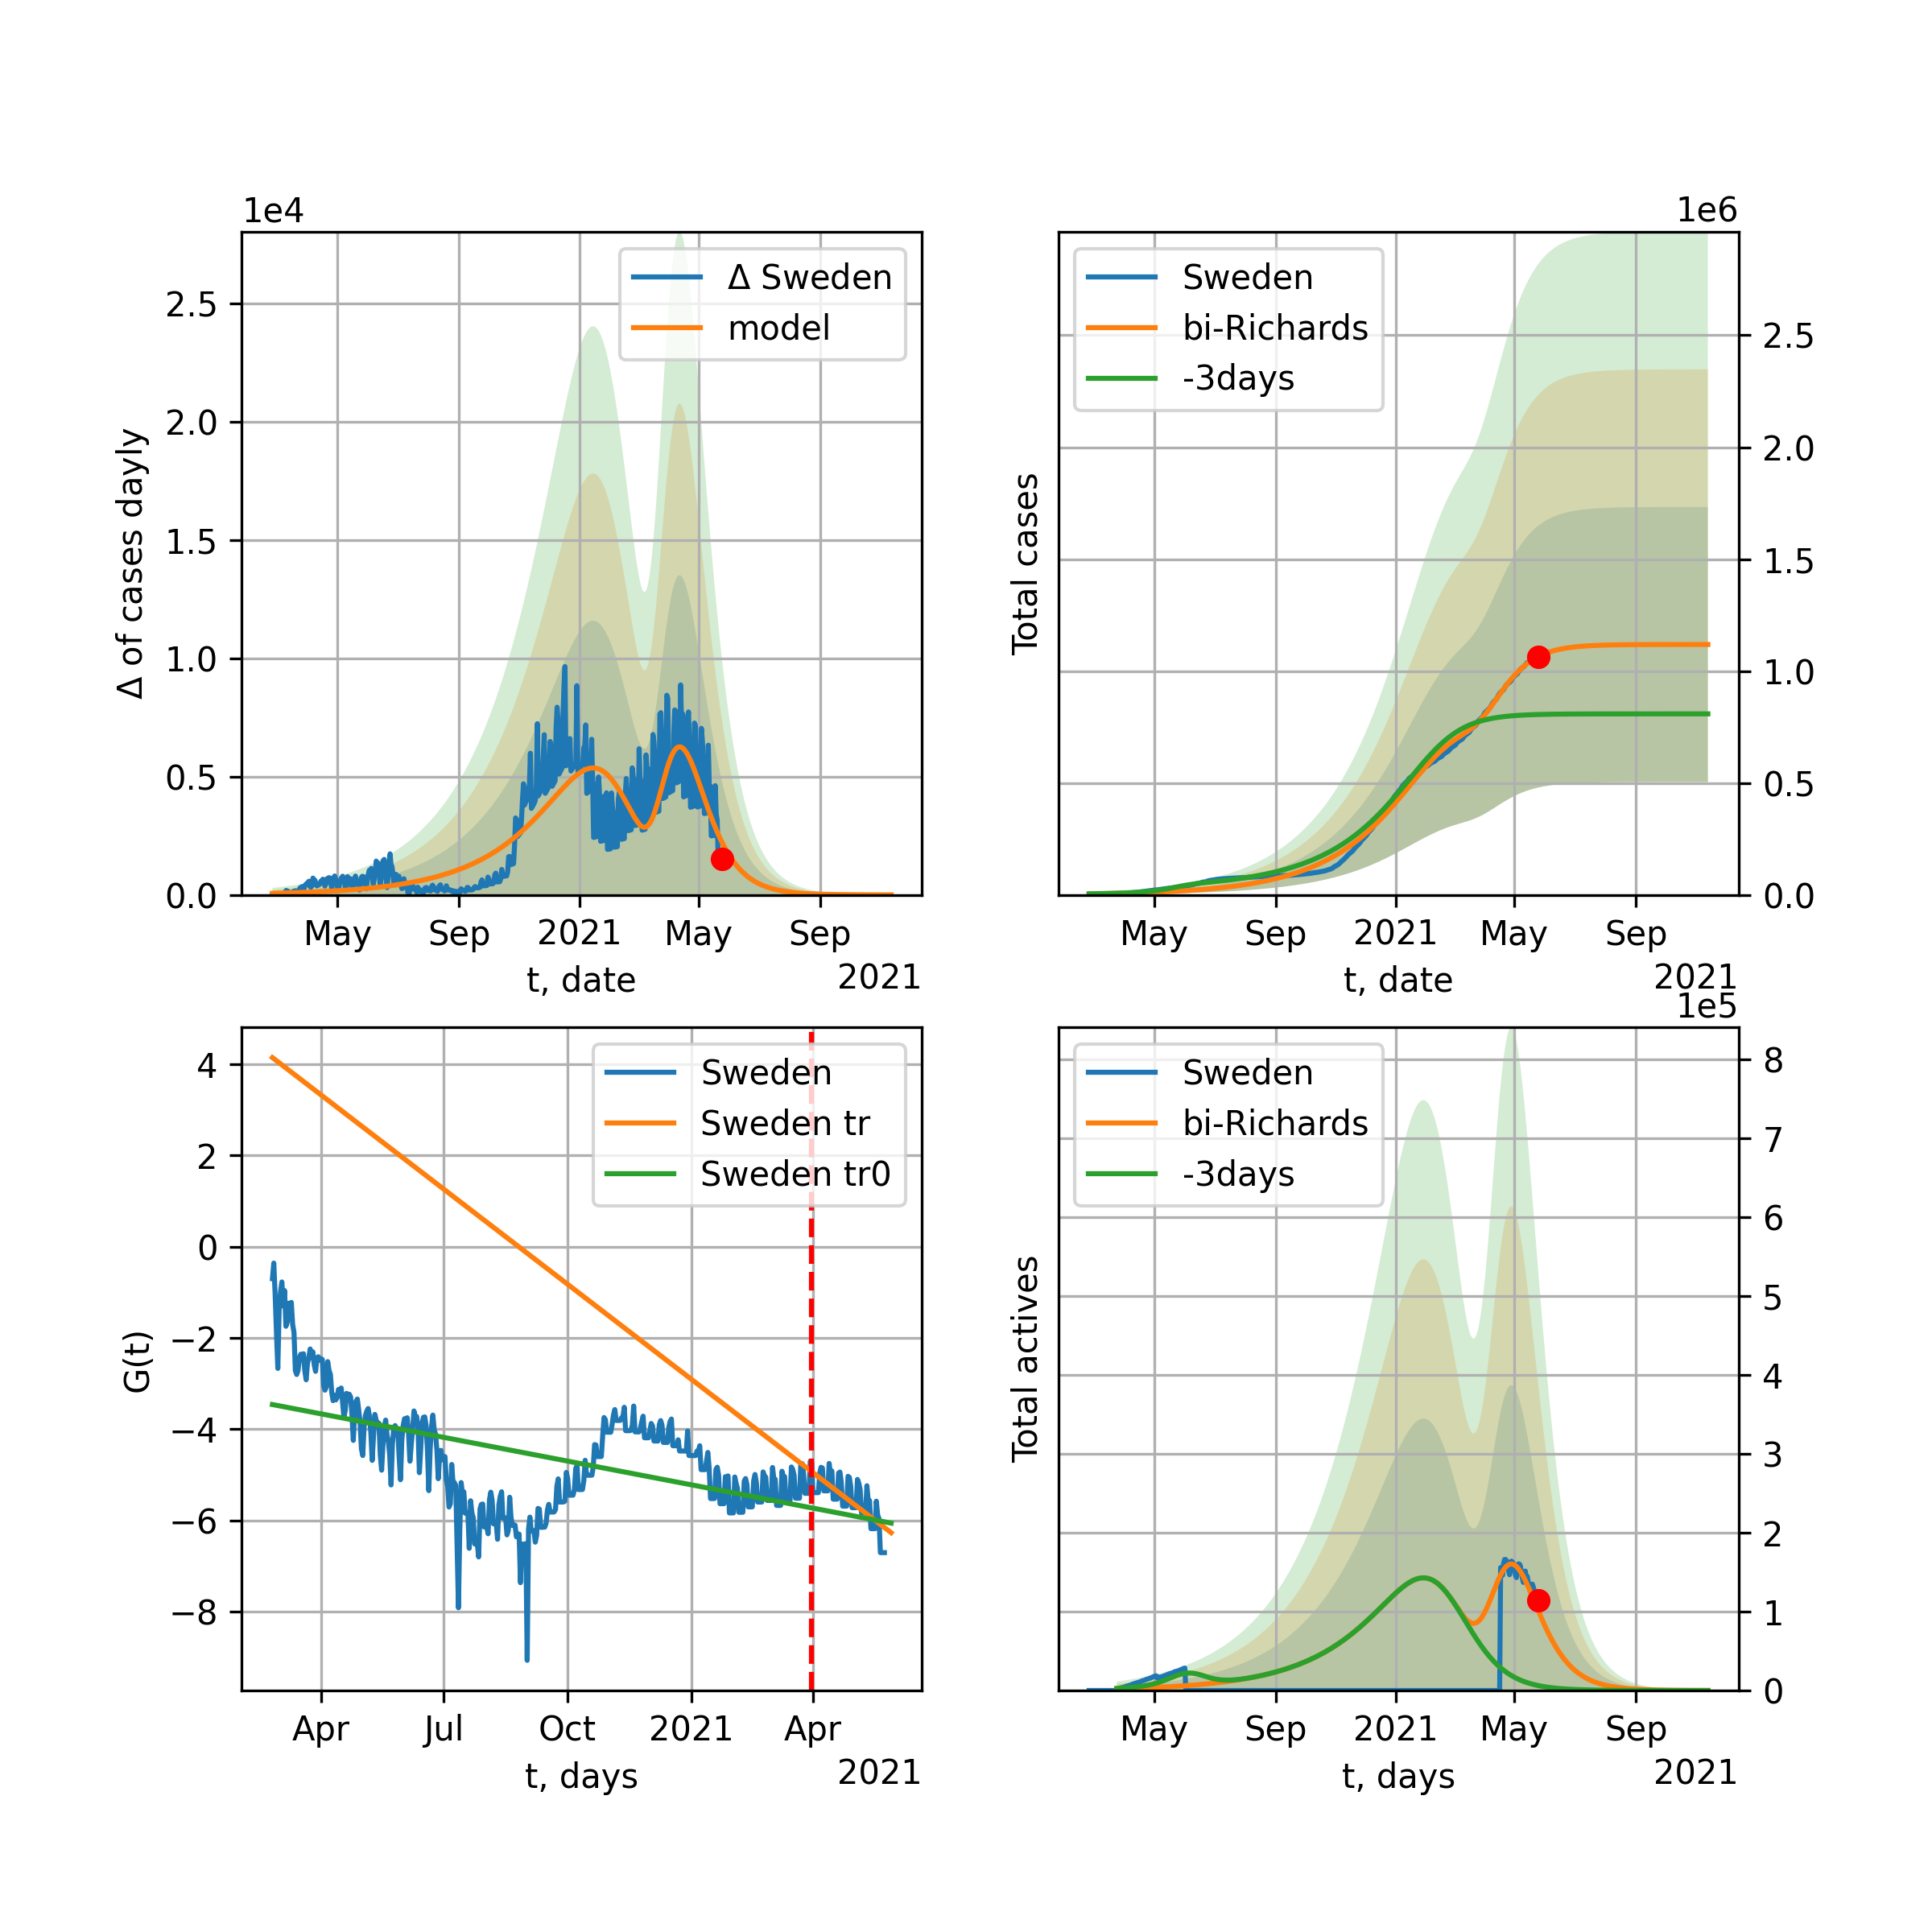 1e4
Δ of cases dayly
2.5
2.0
1.5
1.0
0.5
0.0
Δ Sweden
model
May Sep 2021 May Sep
t, date
2021
1e6
Total cases
Sweden
bi-Richards
-3days
2.5
2.0
1.5
1.0
0.5
0.0
May Sep 2021 May Sep
t, date
2021
G(t)
4
2
0
−2
−4
−6
−8
Sweden
Sweden tr
Sweden tr0
Apr Jul Oct 2021 Apr
t, days
2021
1e5
Total actives
Sweden
bi-Richards
-3days
8
7
6
5
4
3
2
1
0
May Sep 2021 May Sep
t, days
2021